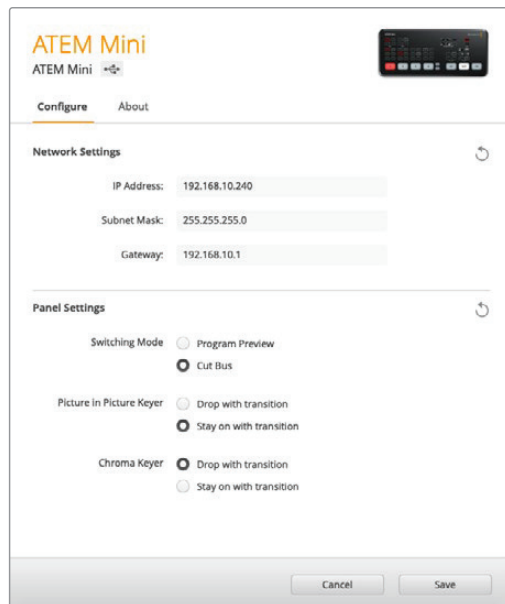 ATEM Mini
ATEM Mini
Configure About
Network Settings
IP Address: 192.168.10.240
Subnet Mask: 255.255.255.0
Gateway: 192.168.10.1
Panel Settings
Switching Mode Program Preview
Cut Bus
Picture in Picture Keyer Drop with transition
Stay on with transition
Chroma Keyer Drop with transition
Stay on with transition
Cancel Save